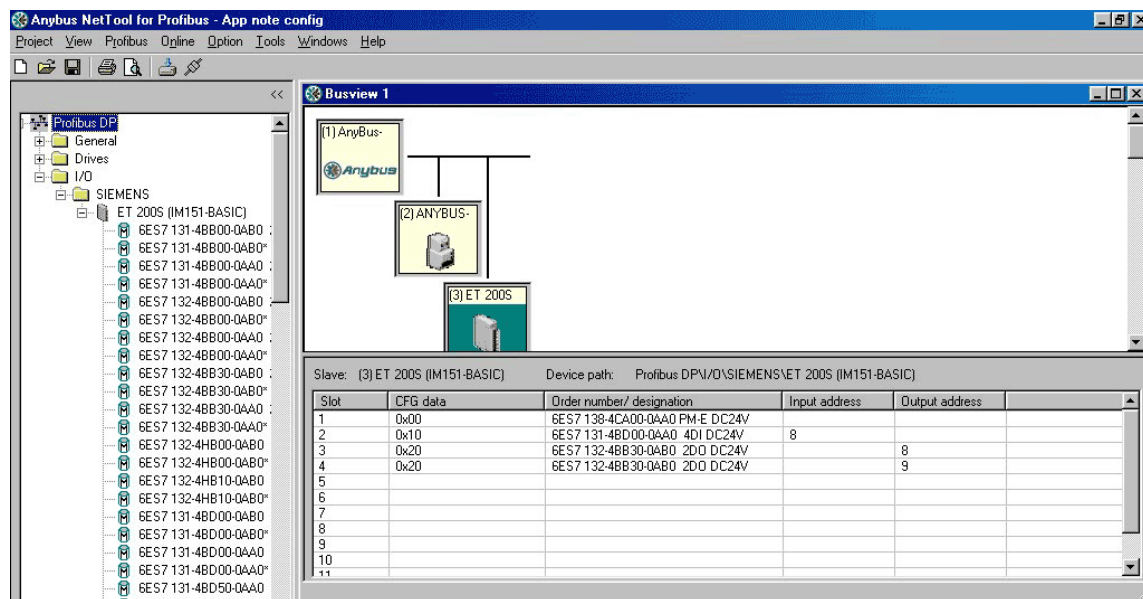 Anybus NetTool for Profibus - App note config
Project View Profibus Online Option Tools Windows Help
<<
Profibus DP
General
Drives
I/O
SIEMENS
ET 200S (IM151-BASIC)
6ES7 131-4BB00-0AB0
6ES7 131-4BB00-0AB0*
6ES7 131-4BB00-0AA0
6ES7 131-4BB00-0AA0*
6ES7 132-4BB00-0AB0
6ES7 132-4BB00-0AB0*
6ES7 132-4BB00-0AA0
6ES7 132-4BB00-0AA0*
6ES7 132-4BB30-0AB0
6ES7 132-4BB30-0AB0*
6ES7 132-4BB30-0AA0
6ES7 132-4BB30-0AA0*
6ES7 132-4HB00-0AB0
6ES7 132-4HB00-0AB0*
6ES7 132-4HB10-0AB0
6ES7 132-4HB10-0AB0*
6ES7 131-4BD00-0AB0
6ES7 131-4BD00-0AB0*
6ES7 131-4BD00-0AA0
6ES7 131-4BD00-0AA0*
6ES7 131-4BD50-0AA0
Busview 1
(1) AnyBus-
Anybus
(2) ANYBUS-
(3) ET 200S
Slave: (3) ET 200S (IM151-BASIC) Device path: Profibus DP\I/O\SIEMENS\ET 200S (IM151-BASIC)
Slot CFG data Order number/ designation Input address Output address
1 0x00 6ES7 138-4CA00-0AA0 PM-E DC24V
2 0x10 6ES7 131-4BD00-0AA0 4DI DC24V 8
3 0x20 6ES7 132-4BB30-0AB0 2DO DC24V 8
4 0x20 6ES7 132-4BB30-0AB0 2DO DC24V 9
5
6
7
8
9
10
11